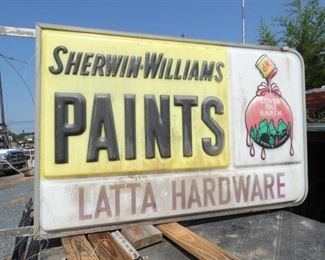 SHERWIN-WILLIAMS
PAINTS
COVER
THE
EARTH
LATTA HARDWARE